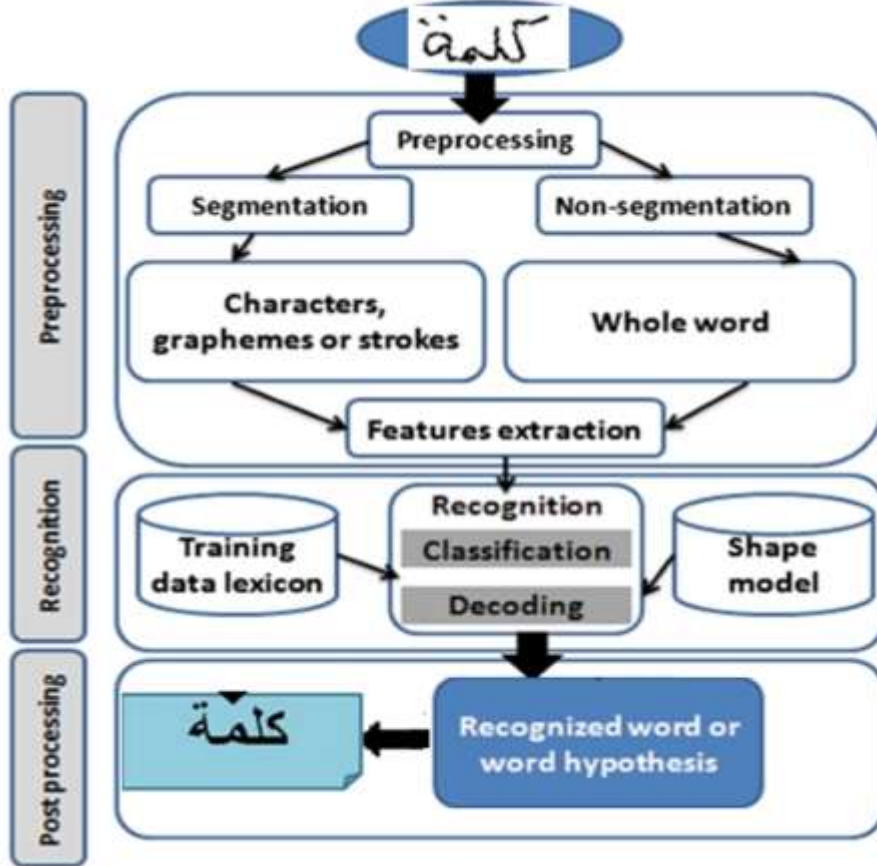 كلمة
Preprocessing
Preprocessing
Segmentation
Non-segmentation
Characters,
graphemes or strokes
Whole word
Features extraction
Recognition
Recognition
Classification
Decoding
Training
data lexicon
Shape
model
Post processing
Recognized word or
word hypothesis
كلمة